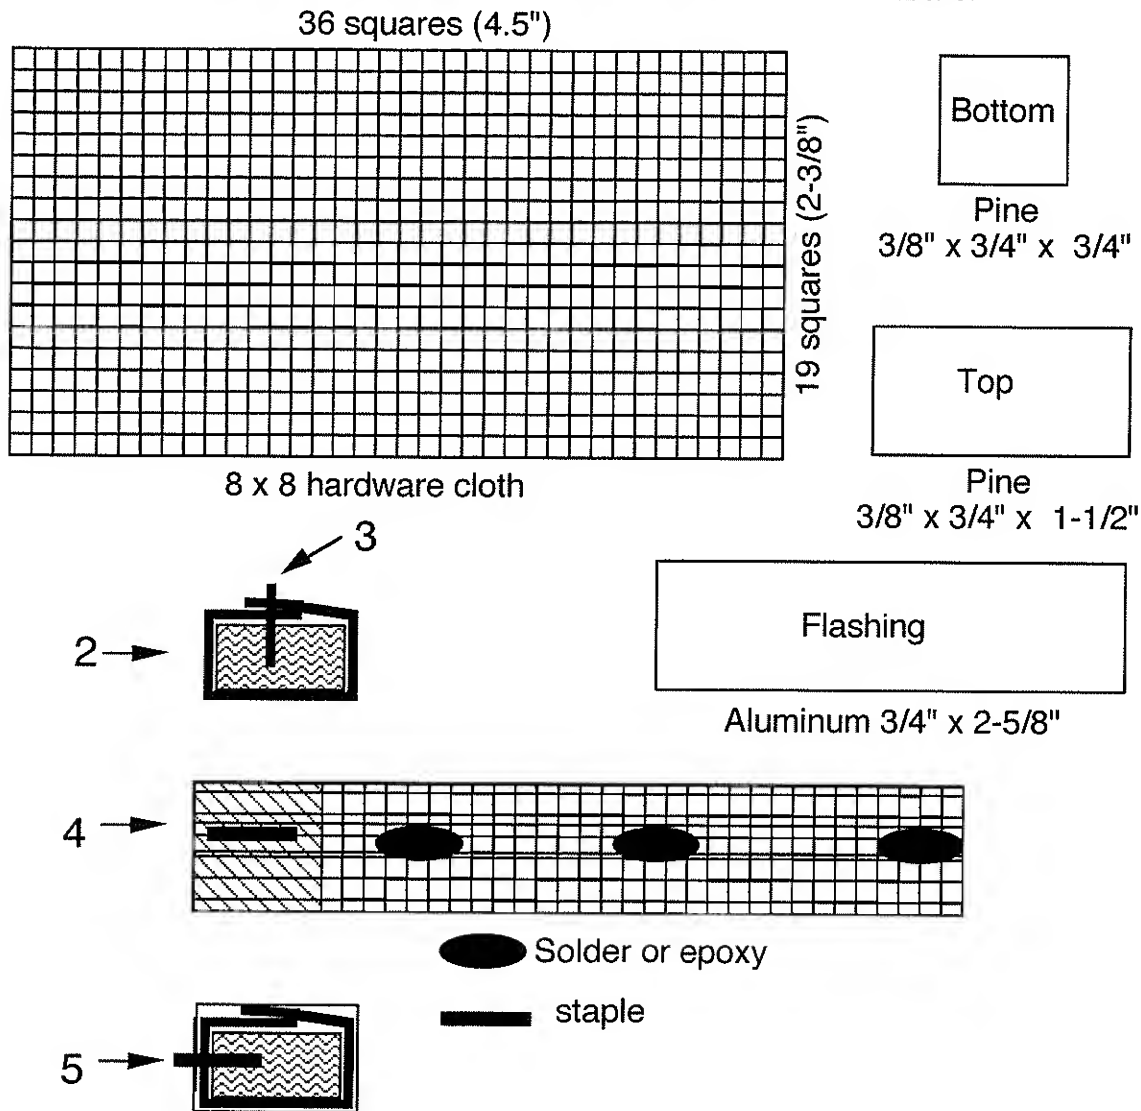 36 squares (4.5")
19 squares (2-3/8")
Bottom
Pine
3/8" x 3/4" x 3/4"
Top
Pine
3/8" x 3/4" x 1-1/2"
8 x 8 hardware cloth
3
2
Flashing
Aluminum 3/4" x 2-5/8"
4
Solder or epoxy
staple
5